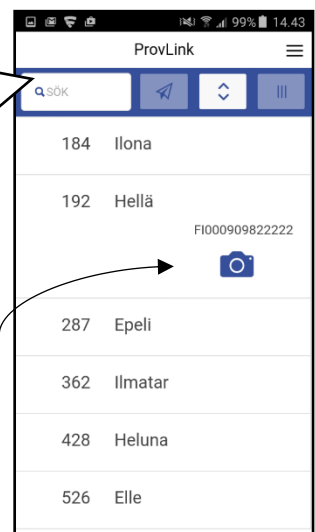 99% 14.43
ProvLink
SÖK
184 Ilona
192 Hellä
FI000909822222
287 Epeli
362 Ilmatar
428 Heluna
526 Elle